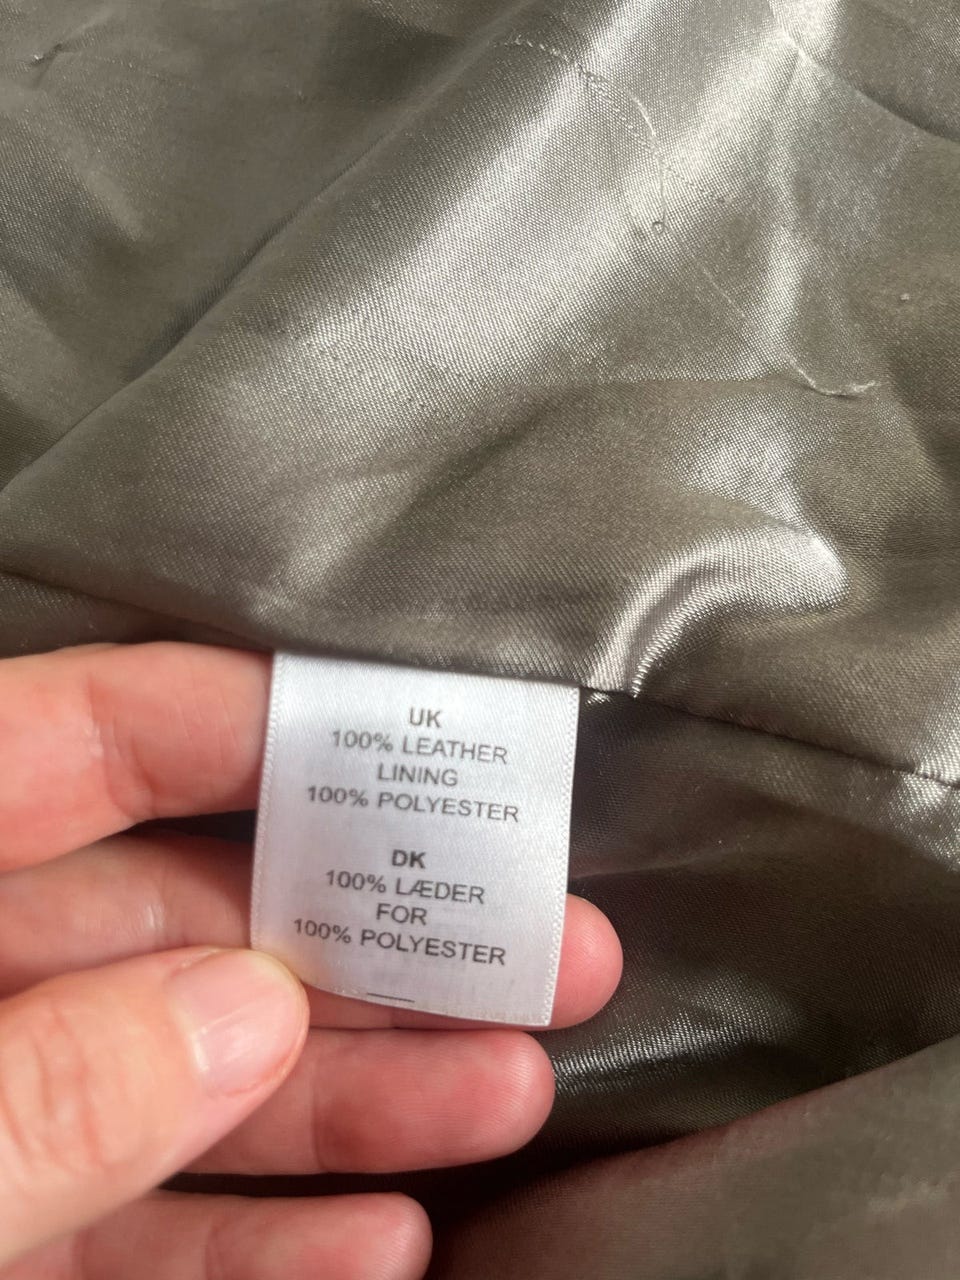 UK
100% LEATHER
LINING
100% POLYESTER
DK
100% LÆDER
FOR
100% POLYESTER